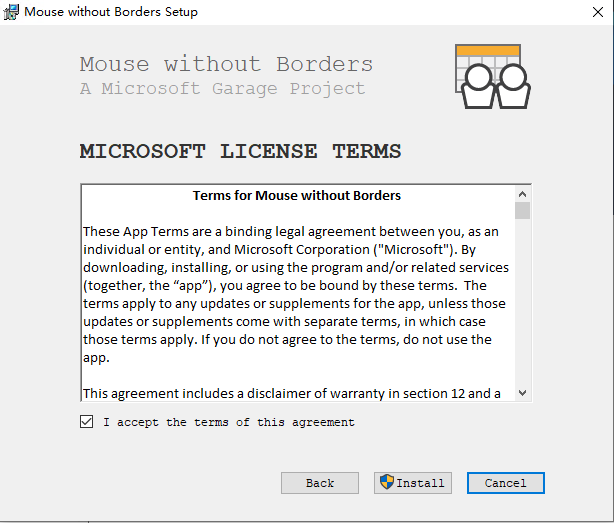 Mouse without Borders Setup
Mouse without Borders
A Microsoft Garage Project
MICROSOFT LICENSE TERMS
Terms for Mouse without Borders
These App Terms are a binding legal agreement between you, as an
individual or entity, and Microsoft Corporation ("Microsoft"). By
downloading, installing, or using the program and/or related services
(together, the “app”), you agree to be bound by these terms.  The
terms apply to any updates or supplements for the app, unless those
updates or supplements come with separate terms, in which case
those terms apply. If you do not agree to the terms, do not use the
app.
This agreement includes a disclaimer of warranty in section 12 and a
I accept the terms of this agreement
Back
Install
Cancel